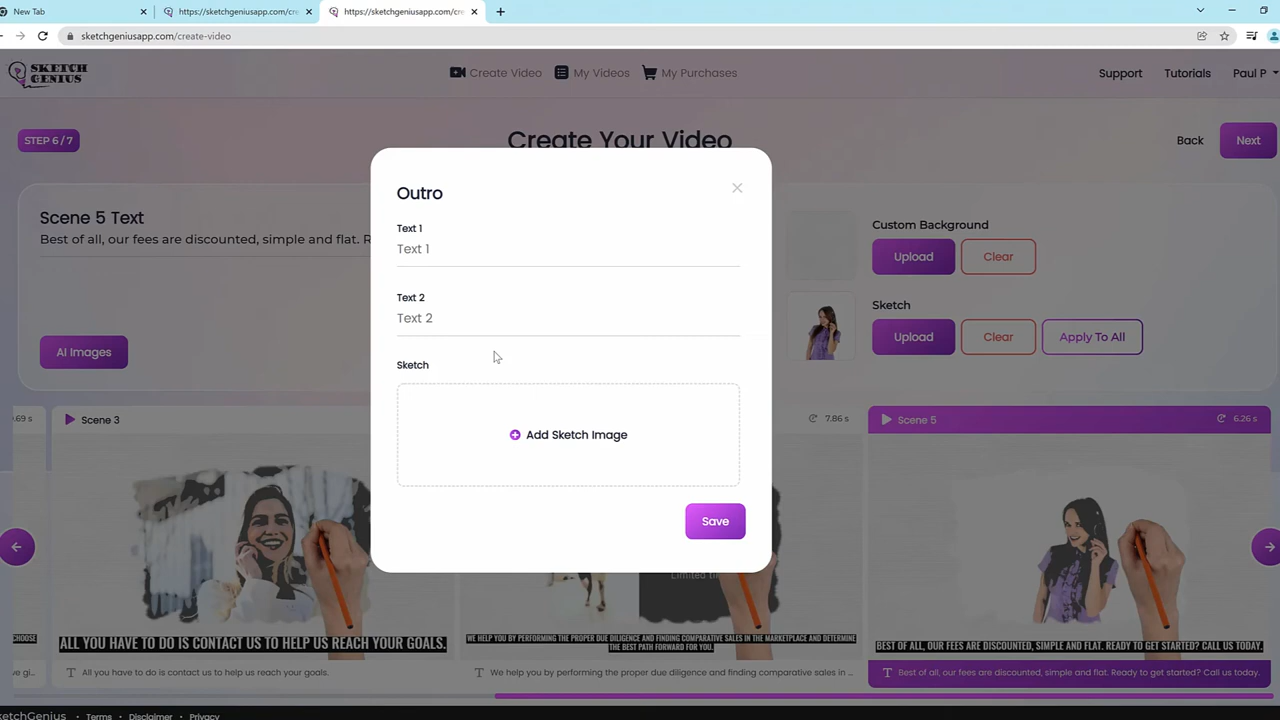 New Tab
https://sketchgeniusapp.com/cre
https://sketchgeniusapp.com/cre
sketchgeniusapp.com/create-video
SKETCH
GENIUS
Create Video
My Videos
My Purchases
Support
Tutorials
Paul P
STEP 6 / 7
Create Your Video
Back
Next
Scene 5 Text
Best of all, our fees are discounted, simple and flat. R
AI Images
Outro
Text 1
Text 1
Text 2
Text 2
Sketch
Add Sketch Image
Save
Custom Background
Upload
Clear
Sketch
Upload
Clear
Apply To All
.69 s
Scene 3
7.86 s
Scene 5
6.26 s
CHOOSE
ALL YOU HAVE TO DO IS CONTACT US TO HELP US REACH YOUR GOALS.
Limited tim
WE HELP YOU BY PERFORMING THE PROPER DUE DILIGENCE AND FINDING COMPARATIVE SALES IN THE MARKETPLACE AND DETERMINE
THE BEST PATH FORWARD FOR YOU.
BEST OF ALL, OUR FEES ARE DISCOUNTED, SIMPLE AND FLAT. READY TO GET STARTED? CALL US TODAY.
we gl...
All you have to do is contact us to help us reach your goals.
We help you by performing the proper due diligence and finding comparative sales in ...
Best of all, our fees are discounted, simple and flat. Ready to get started? Call us today.
ketchGenius
Terms
Disclaimer
Privacy